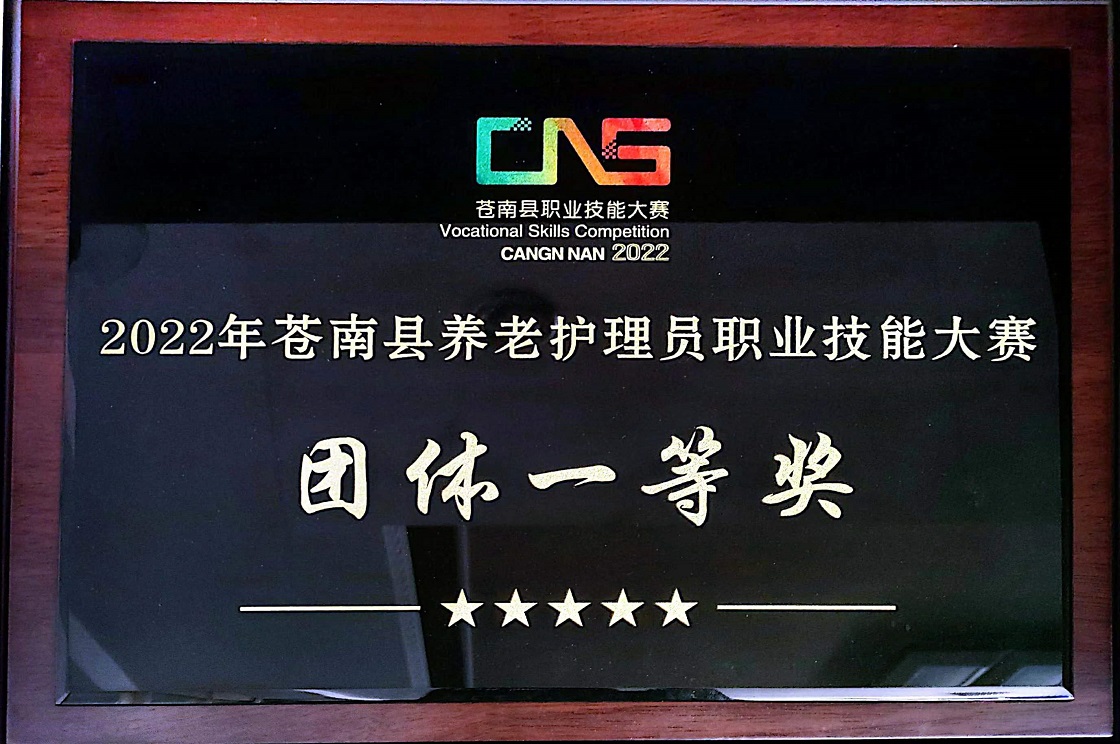 CNS
苍南县职业技能大赛
Vocational Skills Competition
CANGN NAN 2022
2022年苍南县养老护理员职业技能大赛
团体一等奖